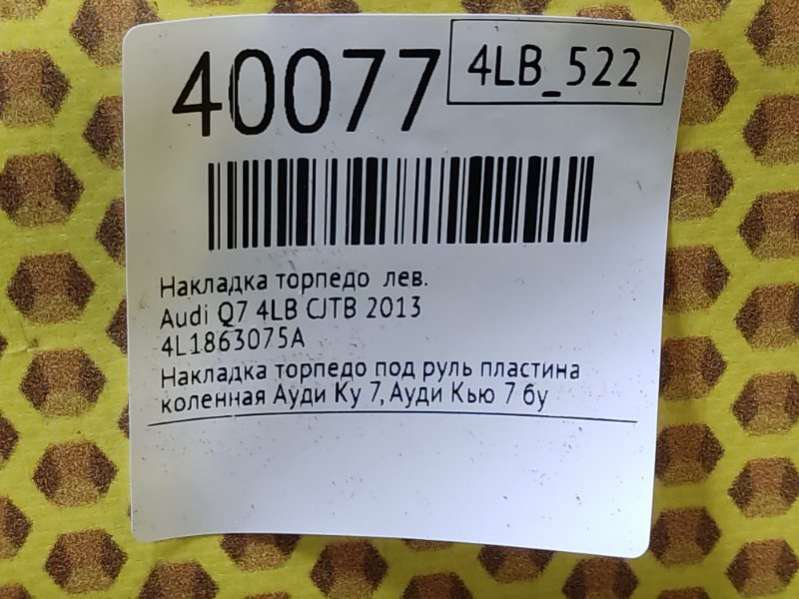 40077
4LB_522
Накладка торпедо лев.
Audi Q7 4LB CJTB 2013
4L1863075A
Накладка торпедо под руль пластина
коленная Ауди Ку 7, Ауди Кью 7 бу